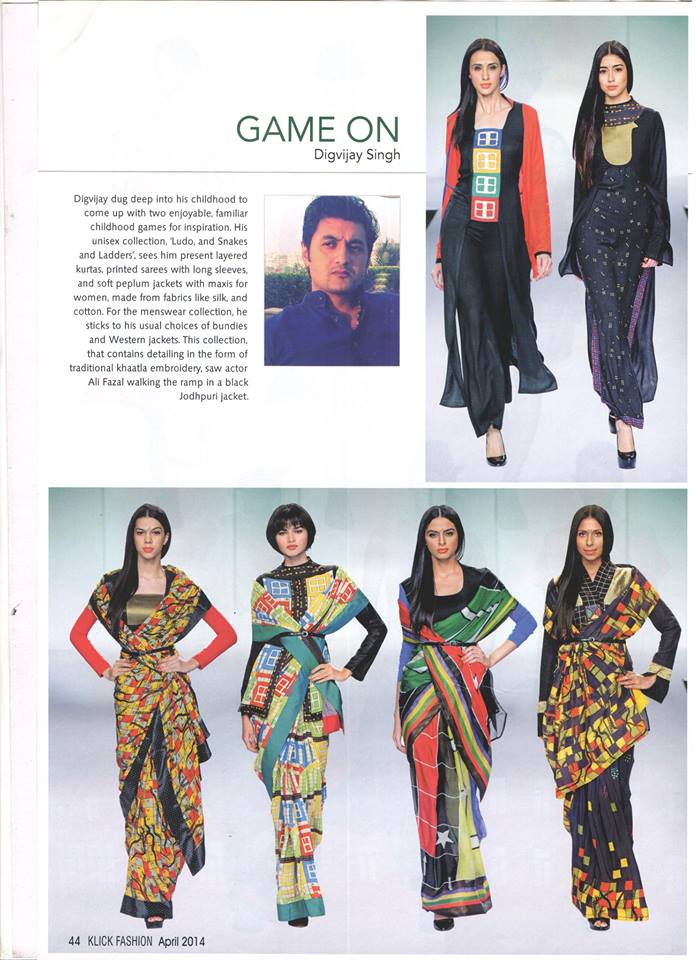 GAME ON
Digvijay Singh
Digvijay dug deep into his childhood to
come up with two enjoyable, familiar
childhood games for inspiration. His
unisex collection, 'Ludo, and Snakes
and Ladders', sees him present layered
kurtas, printed sarees with long sleeves,
and soft peplum jackets with maxis for
women, made from fabrics like silk, and
cotton. For the menswear collection, he
sticks to his usual choices of bundies
and Western jackets. This collection,
that contains detailing in the form of
traditional khaatla embroidery, saw actor
Ali Fazal walking the ramp in a black
Jodhpuri jacket.
44 KLICK FASHION April 2014